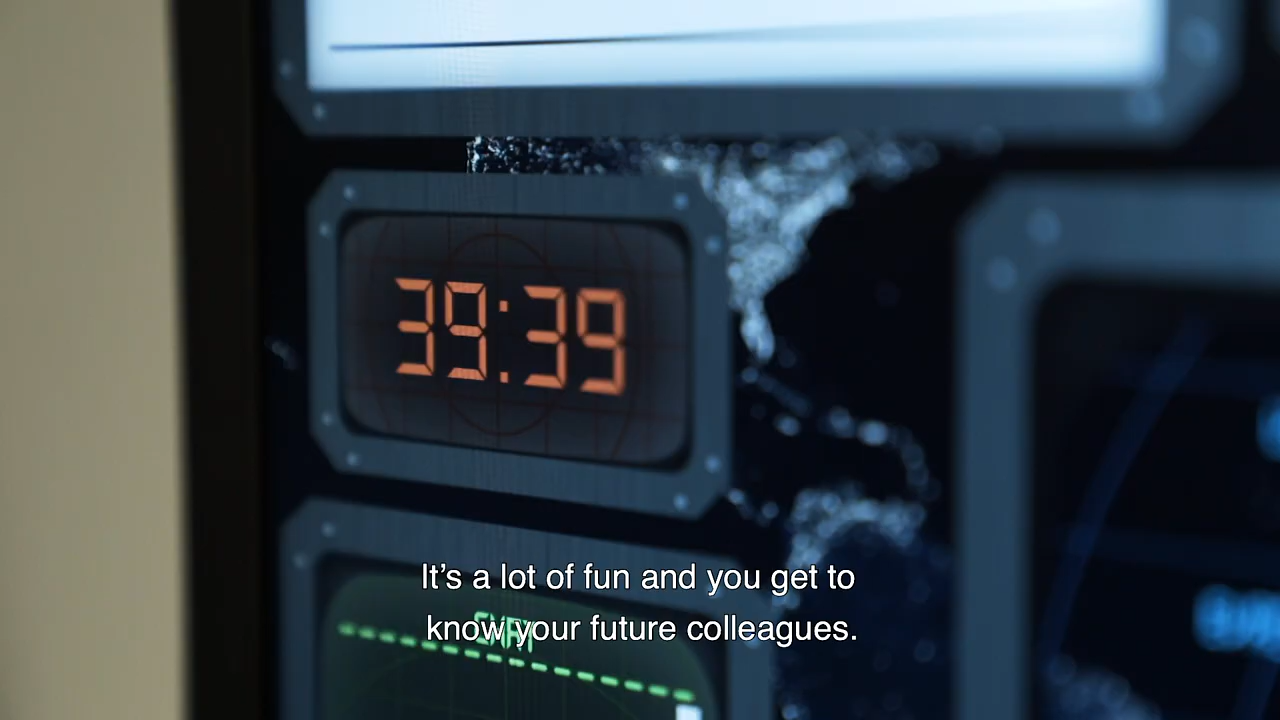 39:39
It’s a lot of fun and you get to
know your future colleagues.